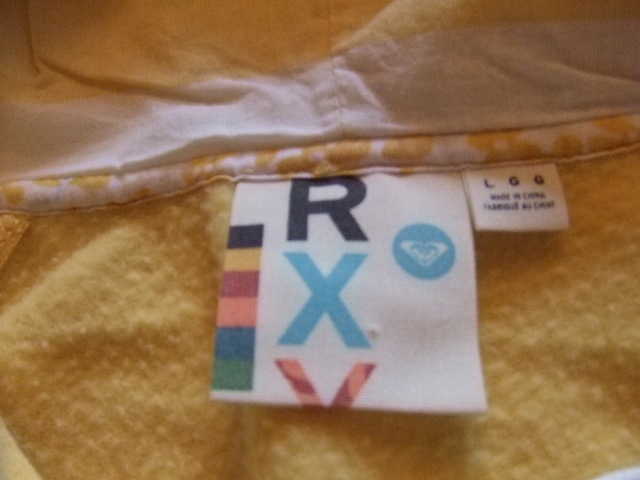 R
X
Y
L G G
MADE IN CHINA
FABRIQUÉ AU CHINE